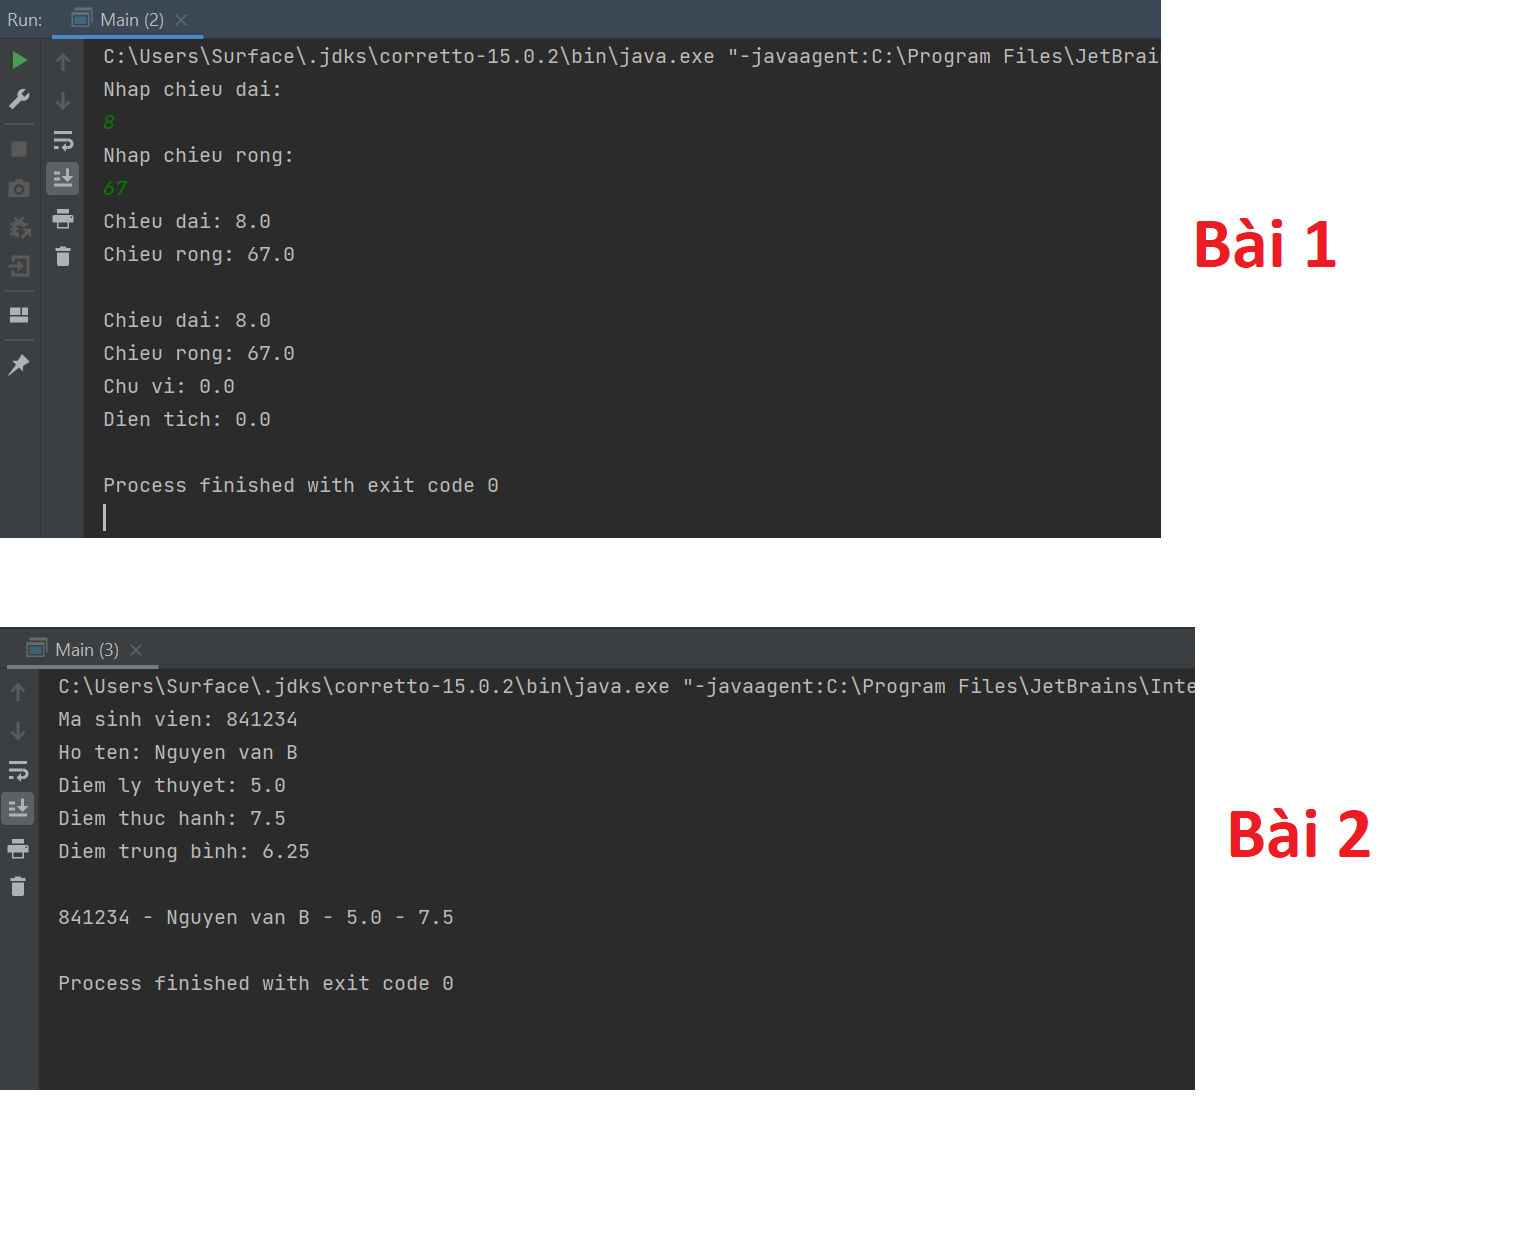 Run: Main (2)
C:\Users\Surface\.jdks\corretto-15.0.2\bin\java.exe "-javaagent:C:\Program Files\JetBrai
Nhap chieu dai:
8
Nhap chieu rong:
67
Chieu dai: 8.0
Chieu rong: 67.0
Chieu dai: 8.0
Chieu rong: 67.0
Chu vi: 0.0
Dien tich: 0.0
Process finished with exit code 0
Bài 1
Main (3)
C:\Users\Surface\.jdks\corretto-15.0.2\bin\java.exe "-javaagent:C:\Program Files\JetBrains\Inte
Ma sinh vien: 841234
Ho ten: Nguyen van B
Diem ly thuyet: 5.0
Diem thuc hanh: 7.5
Diem trung bình: 6.25
841234 - Nguyen van B - 5.0 - 7.5
Process finished with exit code 0
Bài 2